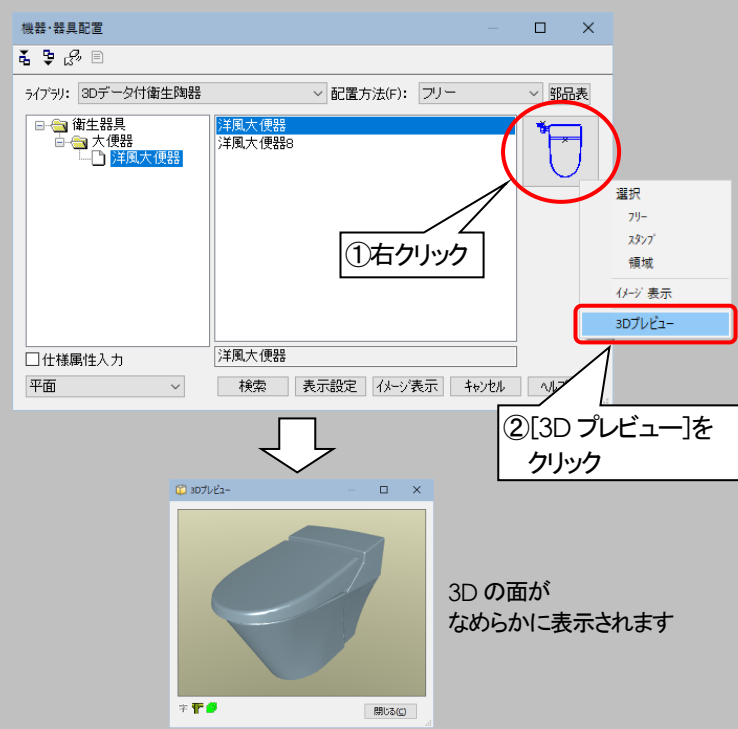 機器・器具配置
ライブラリ: 3Dデータ付衛生陶器 配置方法(F): フリー 部品表
衛生器具
大便器
洋風大便器
洋風大便器
洋風大便器8
①右クリック
選択
フリー
スタンプ
領域
イメージ 表示
3Dプレビュー
仕様属性入力
洋風大便器
平面
検索 表示設定 イメージ表示 キャンセル
②[3D プレビュー]を
クリック
3Dプレビュー
3D の面が
なめらかに表示されます
字
閉じる(C)